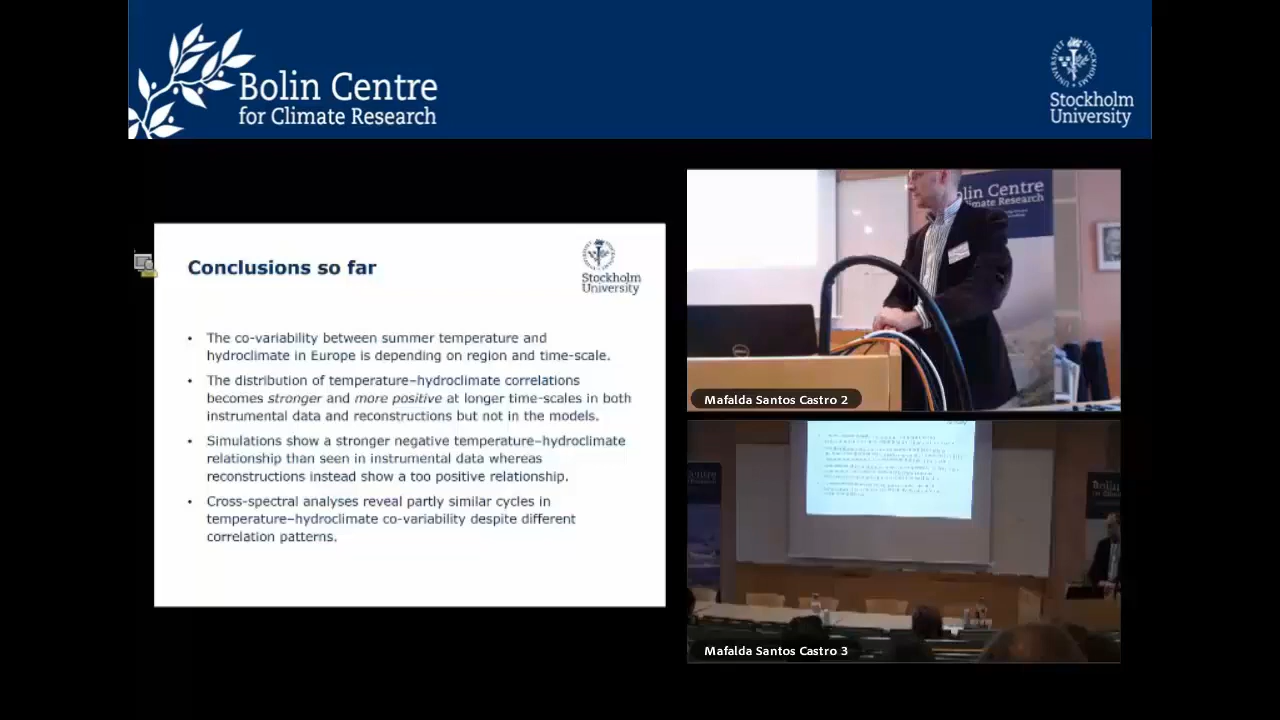 Bolin Centre
for Climate Research
Stockholm
University
Conclusions so far
Stockholm
University
• The co-variability between summer temperature and
hydroclimate in Europe is depending on region and time-scale.
• The distribution of temperature–hydroclimate correlations
becomes stronger and more positive at longer time-scales in both
instrumental data and reconstructions but not in the models.
• Simulations show a stronger negative temperature–hydroclimate
relationship than seen in instrumental data whereas
reconstructions instead show a too positive relationship.
• Cross-spectral analyses reveal partly similar cycles in
temperature–hydroclimate co-variability despite different
correlation patterns.
olin Centre
limate Research
Mafalda Santos Castro 2
Mafalda Santos Castro 3